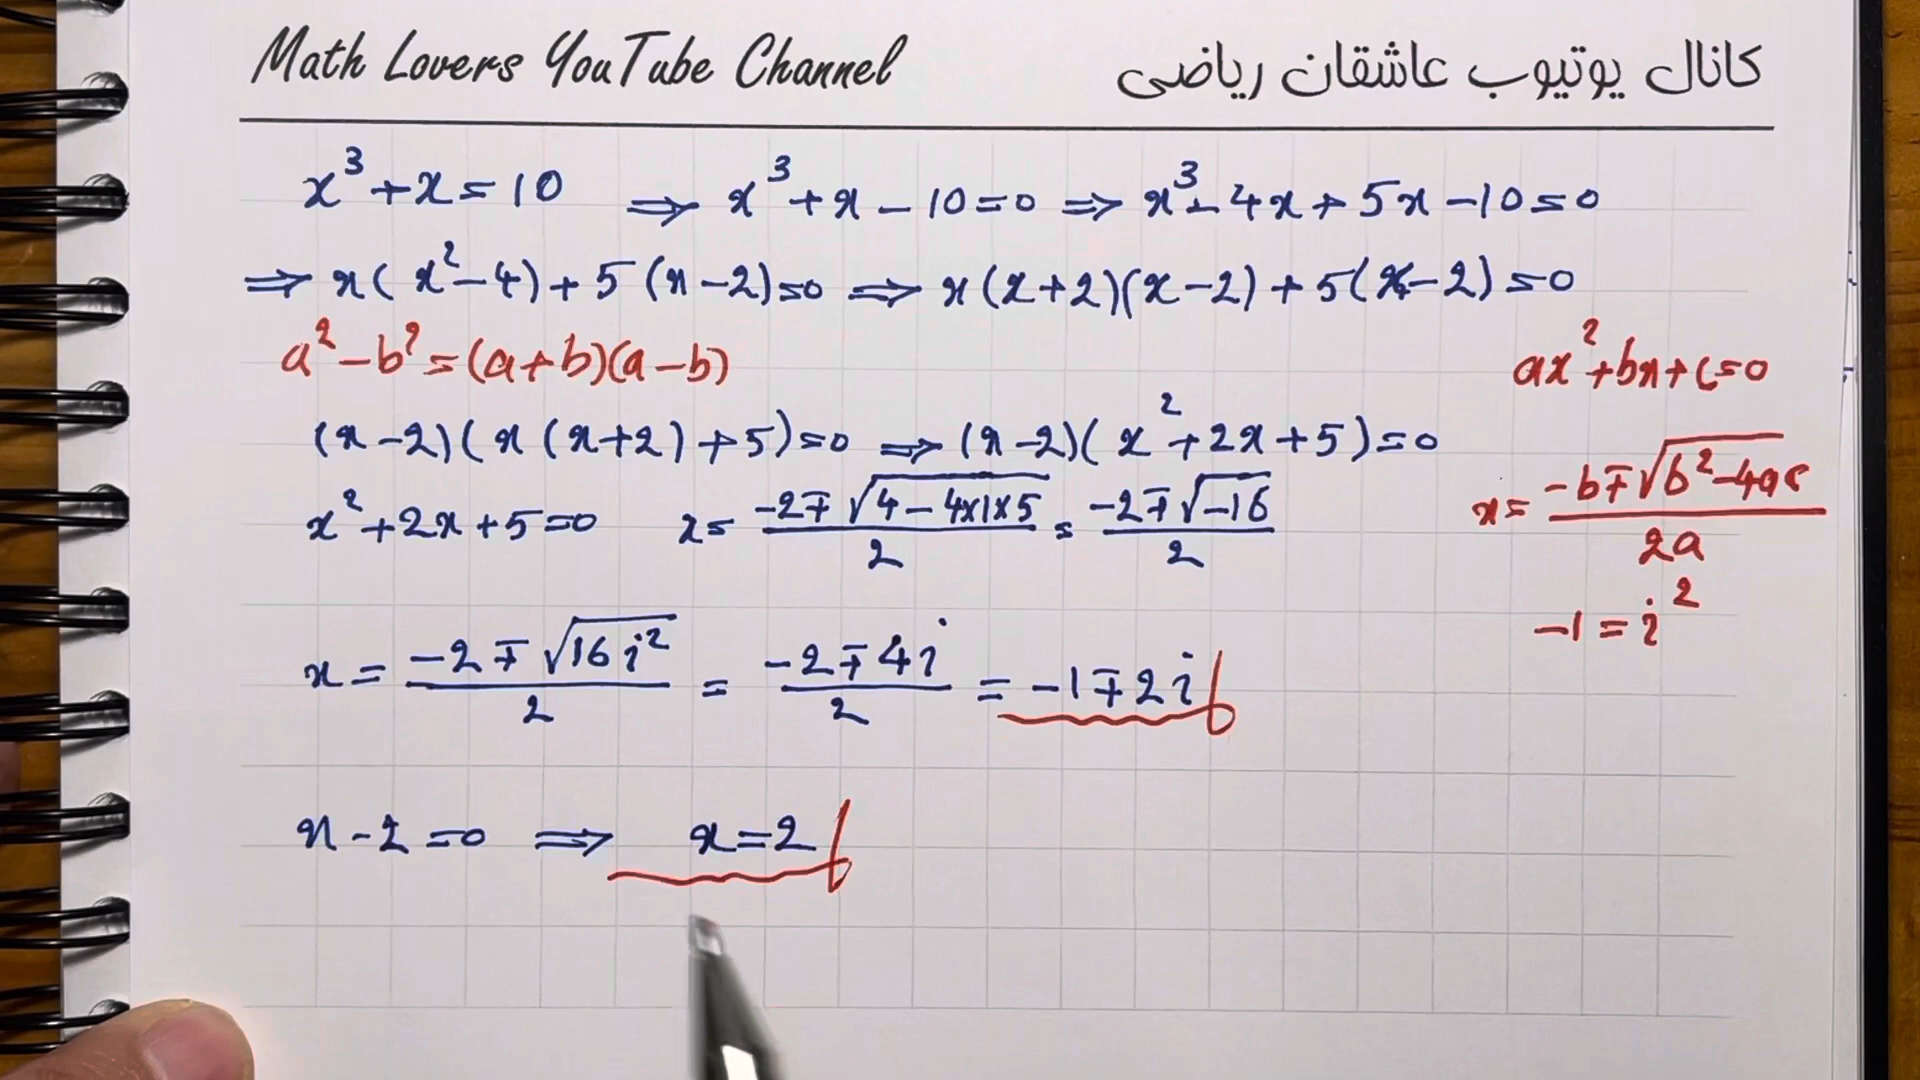 Math Lovers YouTube Channel
کانال یوتیوب عاشقان ریاضی
x³+x=10 ⇒ x³+x-10=0 ⇒ x³-4x+5x-10=0
⇒ x(x²-4)+5(x-2)=0 ⇒ x(x+2)(x-2)+5(x-2)=0
a²-b²=(a+b)(a-b)
ax²+bx+c=0
(x-2)(x(x+2)+5)=0 ⇒ (x-2)(x²+2x+5)=0
x=(-b∓√(b²-4ac))/2a
x²+2x+5=0 x=(-2∓√(4-4×1×5))/2=(-2∓√-16)/2
-1=i²
x=(-2∓√(16i²))/2=(-2∓4i)/2=-1∓2i
x-2=0 ⇒ x=2